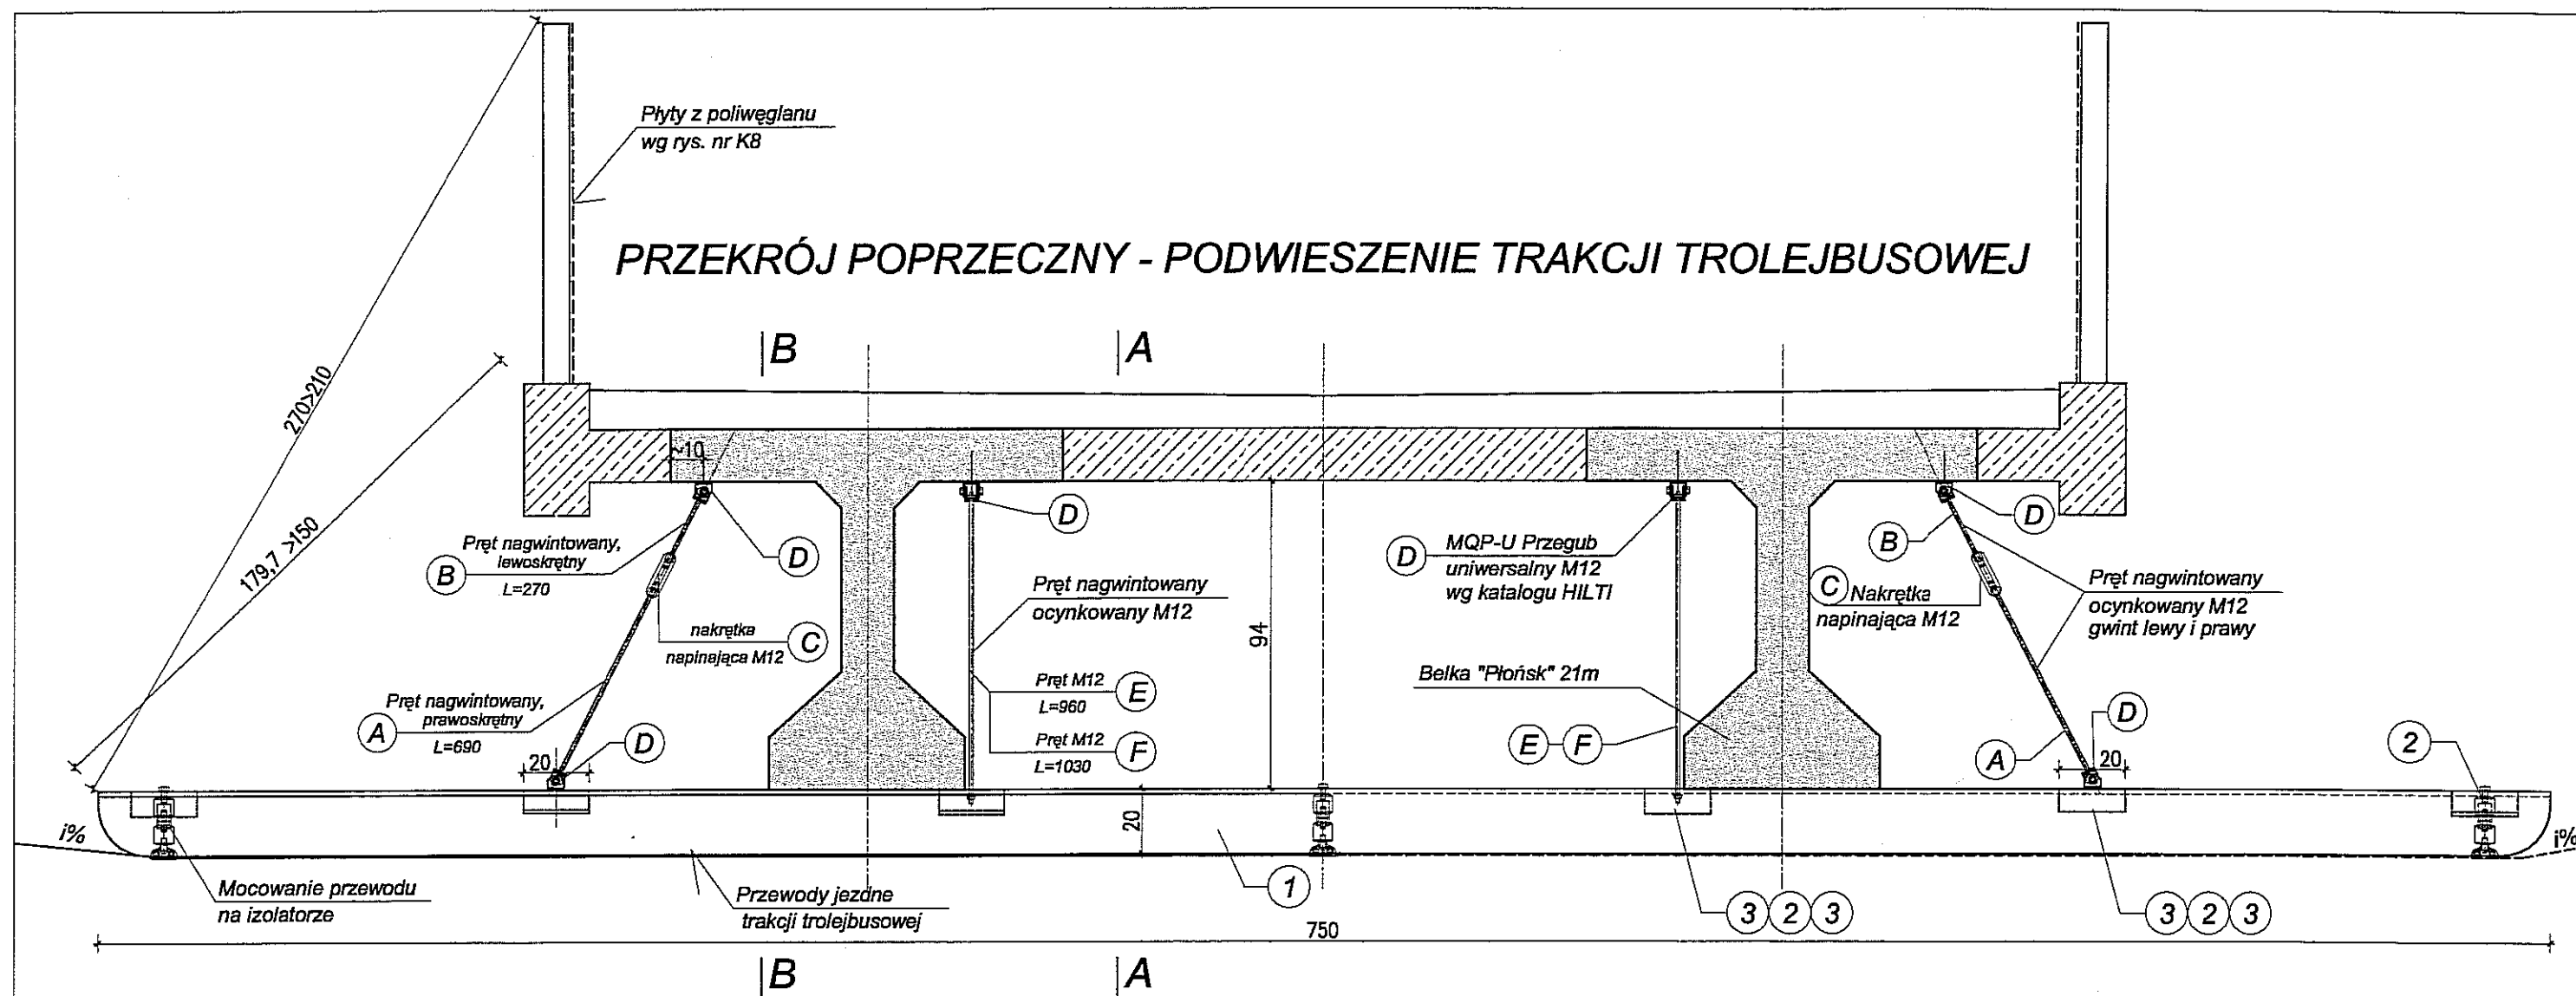 Płyty z poliwęglanu
wg rys. nr K8
PRZEKRÓJ POPRZECZNY - PODWIESZENIE TRAKCJI TROLEJBUSOWEJ
B
A
270>210
179,7 >150
~10
D
D
D
D
B
Pręt nagwintowany,
lewoskrętny
L=270
B
MQP-U Przegub
uniwersalny M12
wg katalogu HILTI
Pręt nagwintowany
ocynkowany M12
C
Nakrętka
napinająca M12
Pręt nagwintowany
ocynkowany M12
gwint lewy i prawy
nakrętka
napinająca M12
C
94
Belka "Płońsk" 21m
Pręt M12
L=960
E
Pręt nagwintowany,
prawoskrętny
L=690
A
Pręt M12
L=1030
F
E
F
D
D
A
2
20
20
20
i%
i%
Mocowanie przewodu
na izolatorze
Przewody jezdne
trakcji trolejbusowej
1
3
2
3
3
2
3
750
B
A